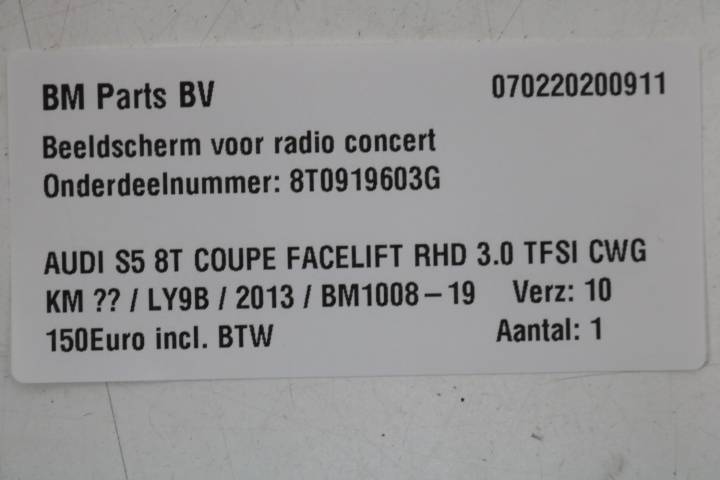 BM Parts BV 070220200911
Beeldscherm voor radio concert
Onderdeelnummer: 8T0919603G
AUDI S5 8T COUPE FACELIFT RHD 3.0 TFSI CWG
KM ?? / LY9B / 2013 / BM1008-19 Verz: 10
150Euro incl. BTW Aantal: 1